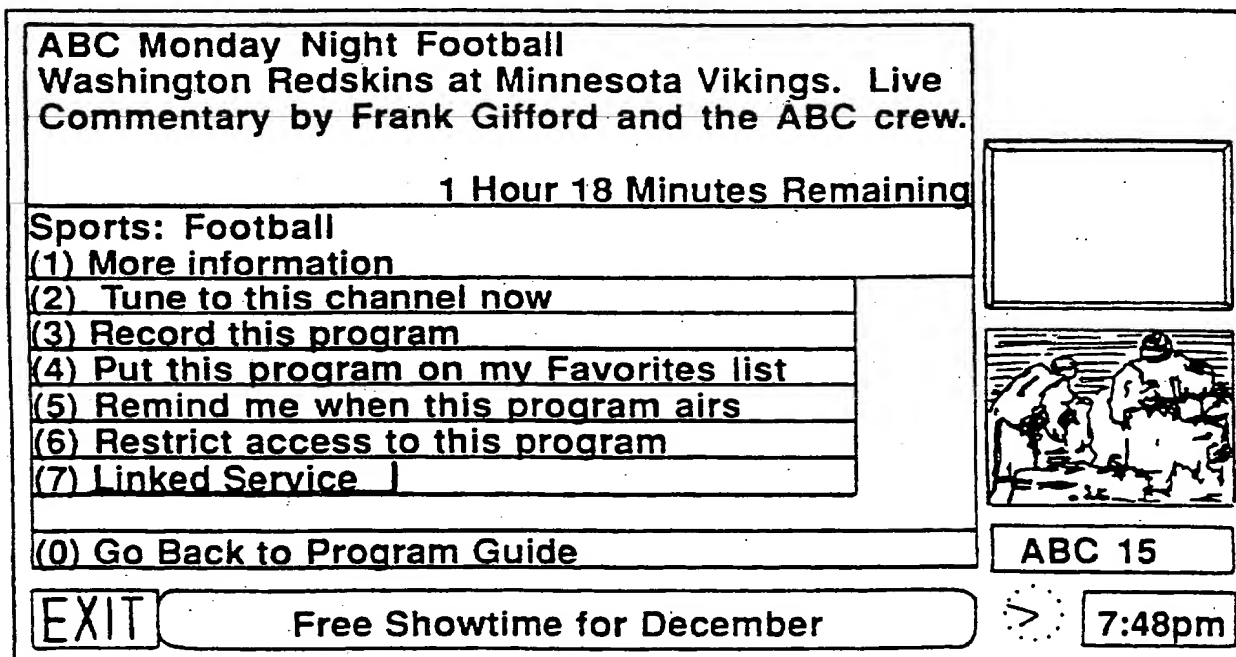 ABC Monday Night Football
Washington Redskins at Minnesota Vikings. Live
Commentary by Frank Gifford and the ABC crew.
1 Hour 18 Minutes Remaining
Sports: Football
(1) More information
(2) Tune to this channel now
(3) Record this program
(4) Put this program on my Favorites list
(5) Remind me when this program airs
(6) Restrict access to this program
(7) Linked Service
(0) Go Back to Program Guide
ABC 15
EXIT
Free Showtime for December
7:48pm